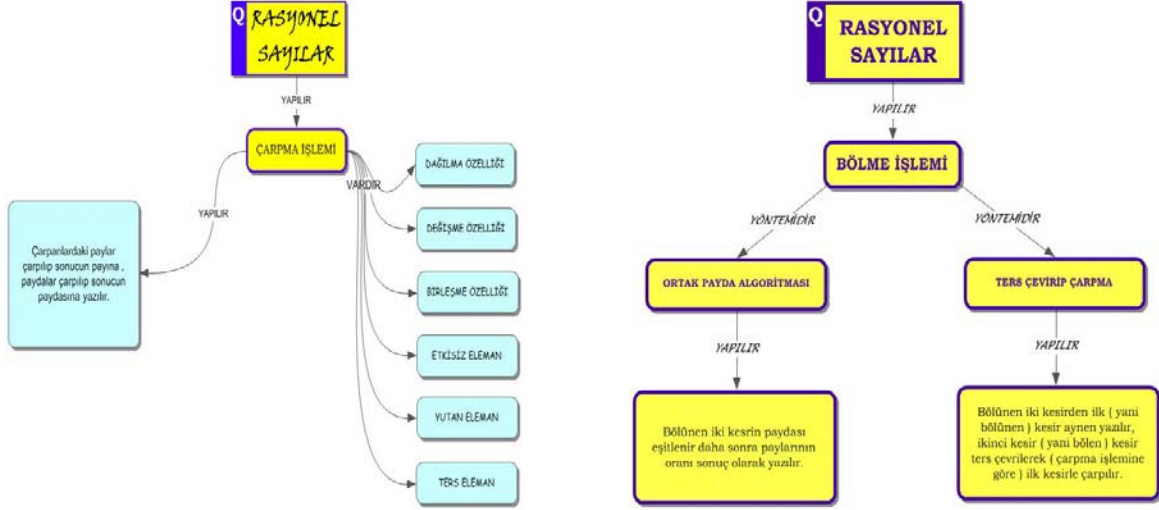 Q
RASYONEL
SAYILAR
YAPILIR
ÇARPMA İŞLEMİ
YAPILIR
VARDIR
Çarpanlardaki paylar
çarpılıp sonucun payına ,
paydalar çarpılıp sonucun
paydasına yazılır.
DAĞILMA ÖZELLİĞİ
DEĞİŞME ÖZELLİĞİ
BİRLEŞME ÖZELLİĞİ
ETKİSİZ ELEMAN
YUTAN ELEMAN
TERS ELEMAN
Q
RASYONEL
SAYILAR
YAPILIR
BÖLME İŞLEMİ
YÖNTEMİDİR
YÖNTEMİDİR
ORTAK PAYDA ALGORİTMASI
TERS ÇEVİRİP ÇARPMA
YAPILIR
YAPILIR
Bölünen iki kesrin paydası
eşitlenir daha sonra paylarının
oranı sonuç olarak yazılır.
Bölünen iki kesirden ilk ( yani
bölünen ) kesir aynen yazılır,
ikinci kesir ( yani bölen ) kesir
ters çevrilerek ( çarpma işlemine
göre ) ilk kesirle çarpılır.